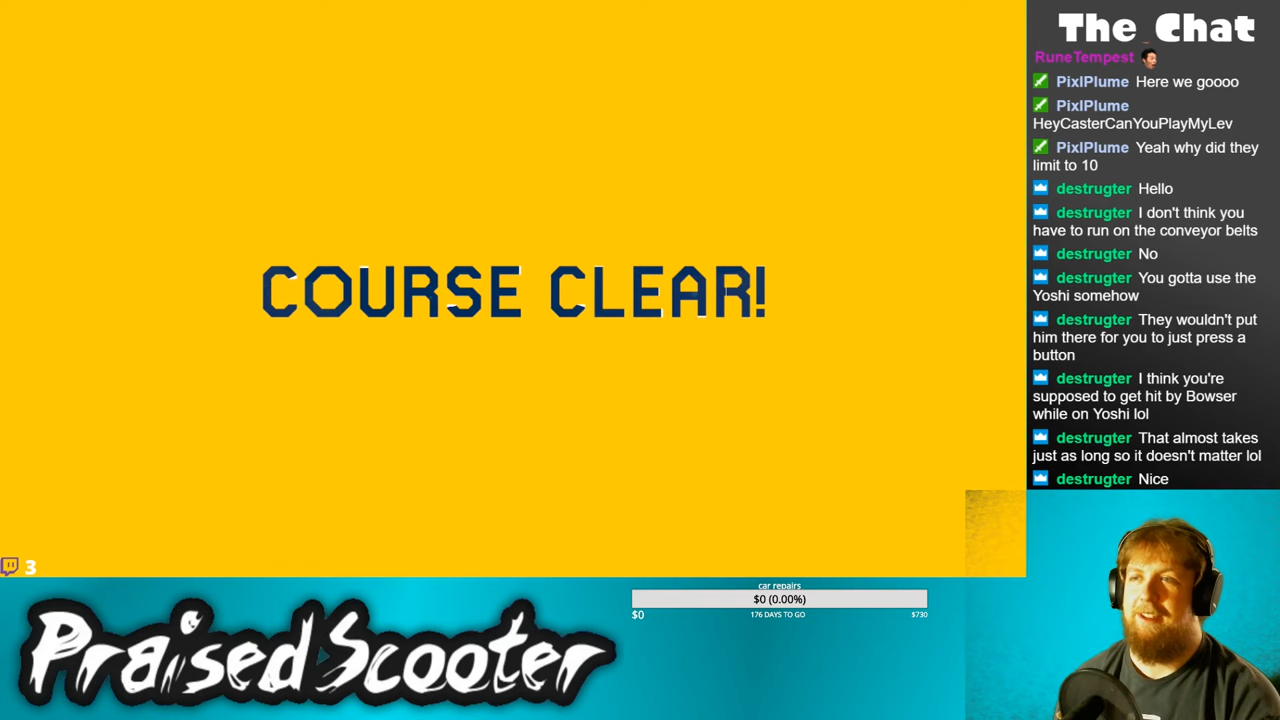 COURSE CLEAR!
3
The Chat
RuneTempest
PixlPlume Here we goooo
PixlPlume
HeyCasterCanYouPlayMyLev
PixlPlume Yeah why did they
limit to 10
destrugter Hello
destrugter I don't think you
have to run on the conveyor belts
destrugter No
destrugter You gotta use the
Yoshi somehow
destrugter They wouldn't put
him there for you to just press a
button
destrugter I think you're
supposed to get hit by Bowser
while on Yoshi lol
destrugter That almost takes
just as long so it doesn't matter lol
destrugter Nice
PraisedScooter
car repairs
$0 (0.00%)
$0 176 DAYS TO GO $730